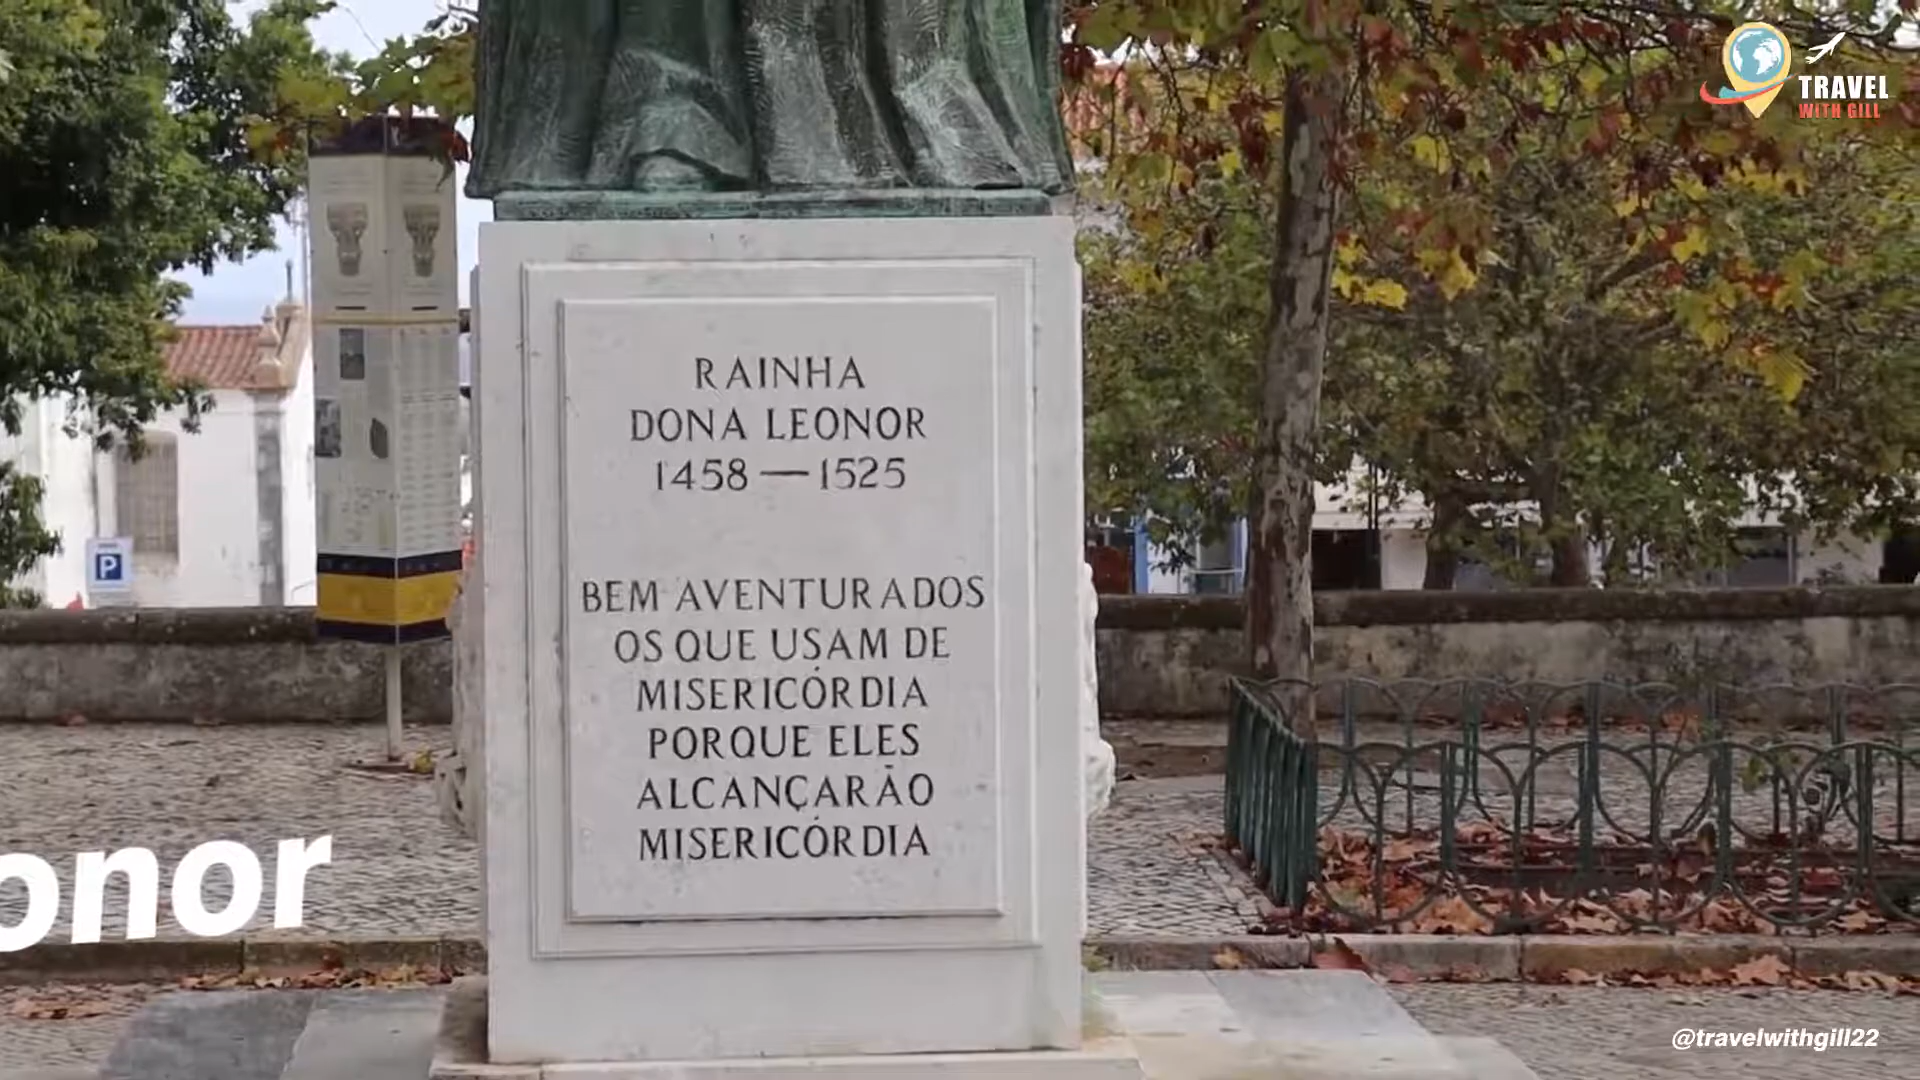 TRAVEL
WITH GILL
RAINHA
DONA LEONOR
1458 — 1525
BEM AVENTURADOS
OS QUE USAM DE
MISERICÓRDIA
PORQUE ELES
ALCANÇARÃO
MISERICÓRDIA
P
onor
@travelwithgill22